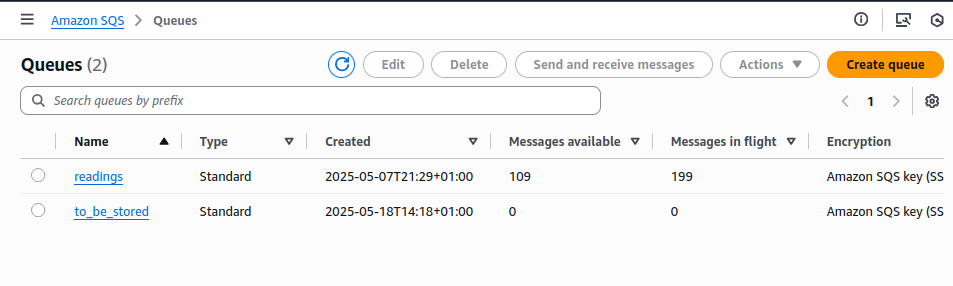 Amazon SQS > Queues
Queues (2) Edit Delete Send and receive messages Actions Create queue
Search queues by prefix 1
Name Type Created Messages available Messages in flight Encryption
readings Standard 2025-05-07T21:29+01:00 109 199 Amazon SQS key (SS
to_be_stored Standard 2025-05-18T14:18+01:00 0 0 Amazon SQS key (SS